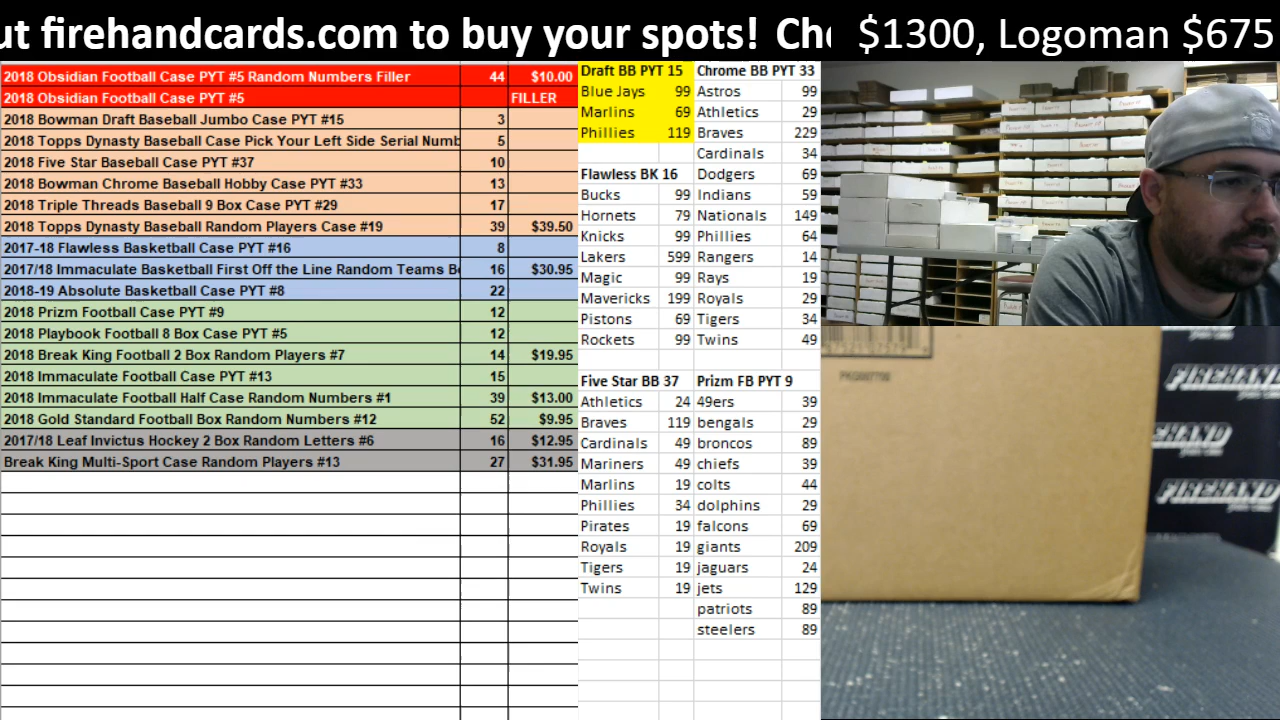 ut firehandcards.com to buy your spots! Che
$1300, Logoman $675
2018 Obsidian Football Case PYT #5 Random Numbers Filler 44 $10.00
2018 Obsidian Football Case PYT #5 FILLER
2018 Bowman Draft Baseball Jumbo Case PYT #15 3
2018 Topps Dynasty Baseball Case Pick Your Left Side Serial Numb 5
2018 Five Star Baseball Case PYT #37 10
2018 Bowman Chrome Baseball Hobby Case PYT #33 13
2018 Triple Threads Baseball 9 Box Case PYT #29 17
2018 Topps Dynasty Baseball Random Players Case #19 39 $39.50
2017-18 Flawless Basketball Case PYT #16 8
2017/18 Immaculate Basketball First Off the Line Random Teams Bo 16 $30.95
2018-19 Absolute Basketball Case PYT #8 22
2018 Prizm Football Case PYT #9 12
2018 Playbook Football 8 Box Case PYT #5 12
2018 Break King Football 2 Box Random Players #7 14 $19.95
2018 Immaculate Football Case PYT #13 15
2018 Immaculate Football Half Case Random Numbers #1 39 $13.00
2018 Gold Standard Football Box Random Numbers #12 52 $9.95
2017/18 Leaf Invictus Hockey 2 Box Random Letters #6 16 $12.95
Break King Multi-Sport Case Random Players #13 27 $31.95
Draft BB PYT 15
Blue Jays 99
Marlins 69
Phillies 119
Flawless BK 16
Bucks 99
Hornets 79
Knicks 99
Lakers 599
Magic 99
Mavericks 199
Pistons 69
Rockets 99
Five Star BB 37
Athletics 24
Braves 119
Cardinals 49
Mariners 49
Marlins 19
Phillies 34
Pirates 19
Royals 19
Tigers 19
Twins 19
Chrome BB PYT 33
Astros 99
Athletics 29
Braves 229
Cardinals 34
Dodgers 69
Indians 59
Nationals 149
Phillies 64
Rangers 14
Rays 19
Royals 29
Tigers 34
Twins 49
Prizm FB PYT 9
49ers 39
bengals 29
broncos 89
chiefs 39
colts 44
dolphins 29
falcons 69
giants 209
jaguars 24
jets 129
patriots 89
steelers 89
FIREHAND
FIREHAND
FIREHAND